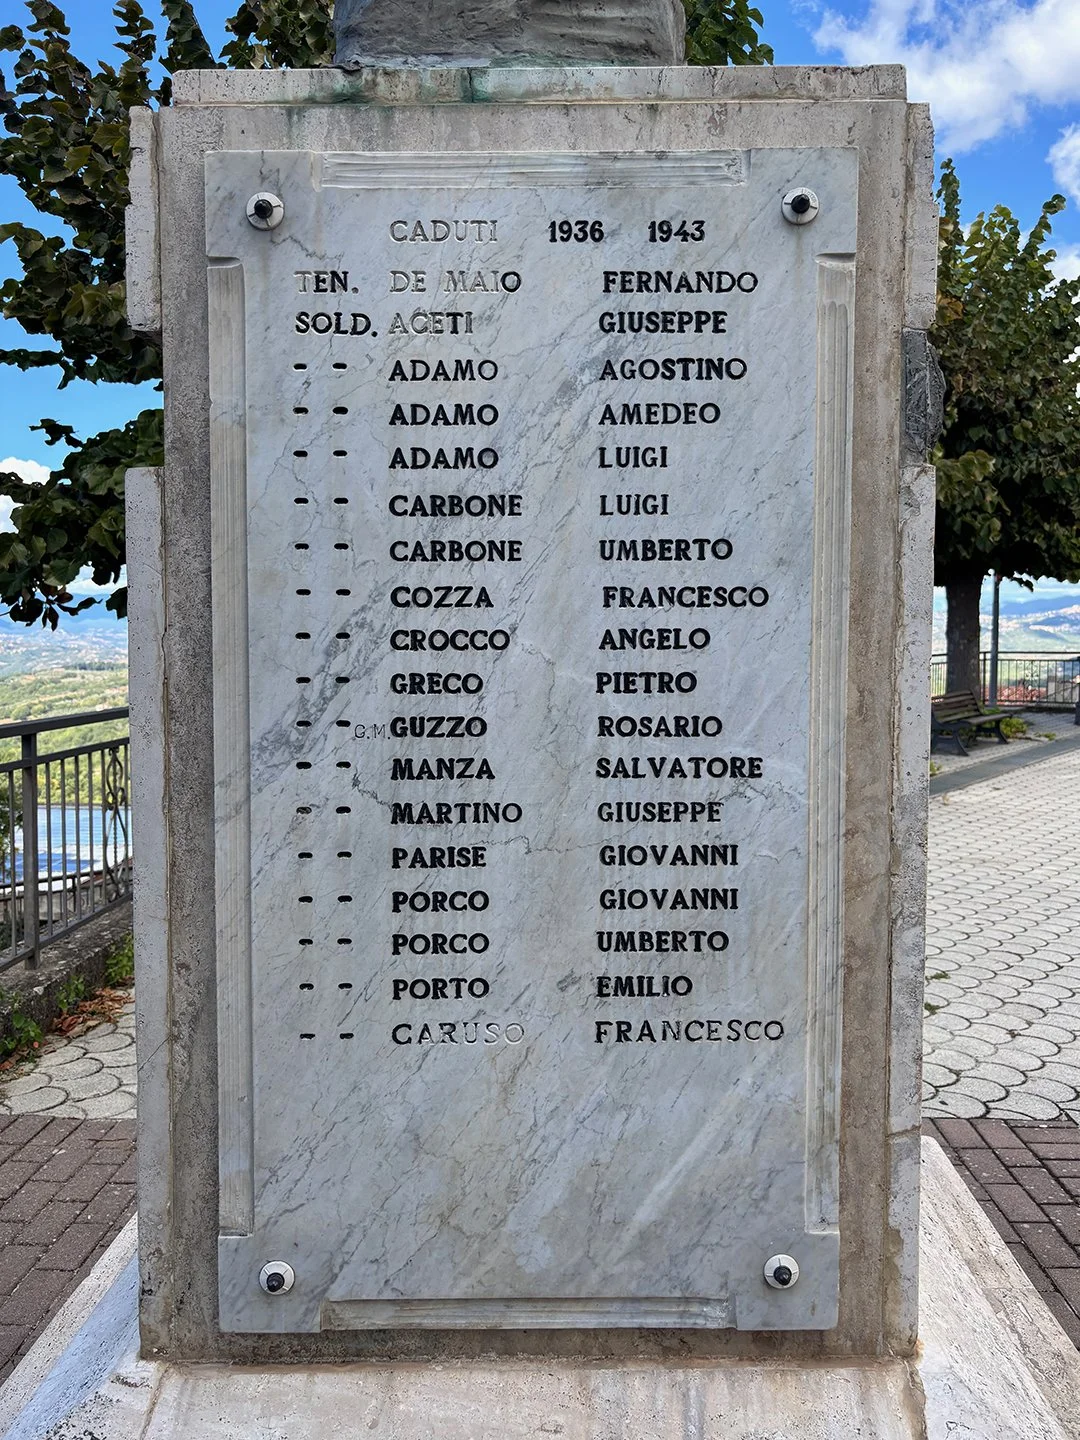 CADUTI 1936 1943
TEN. DE MAIO FERNANDO
SOLD. ACETI GIUSEPPE
- - ADAMO AGOSTINO
- - ADAMO AMEDEO
- - ADAMO LUIGI
- - CARBONE LUIGI
- - CARBONE UMBERTO
- - COZZA FRANCESCO
- - CROCCO ANGELO
- - GRECO PIETRO
- - G.M. GUZZO ROSARIO
- - MANZA SALVATORE
- - MARTINO GIUSEPPE
- - PARISE GIOVANNI
- - PORCO GIOVANNI
- - PORCO UMBERTO
- - PORTO EMILIO
- - CARUSO FRANCESCO